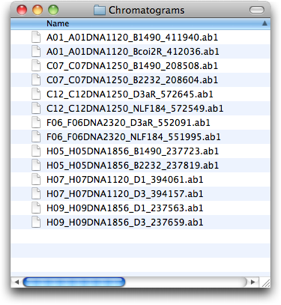 Chromatograms
Name
A01_A01DNA1120_B1490_411940.ab1
A01_A01DNA1120_Bcoi2R_412036.ab1
C07_C07DNA1250_B1490_208508.ab1
C07_C07DNA1250_B2232_208604.ab1
C12_C12DNA1250_D3aR_572645.ab1
C12_C12DNA1250_NLF184_572549.ab1
F06_F06DNA2320_D3aR_552091.ab1
F06_F06DNA2320_NLF184_551995.ab1
H05_H05DNA1856_B1490_237723.ab1
H05_H05DNA1856_B2232_237819.ab1
H07_H07DNA1120_D1_394061.ab1
H07_H07DNA1120_D3_394157.ab1
H09_H09DNA1856_D1_237563.ab1
H09_H09DNA1856_D3_237659.ab1